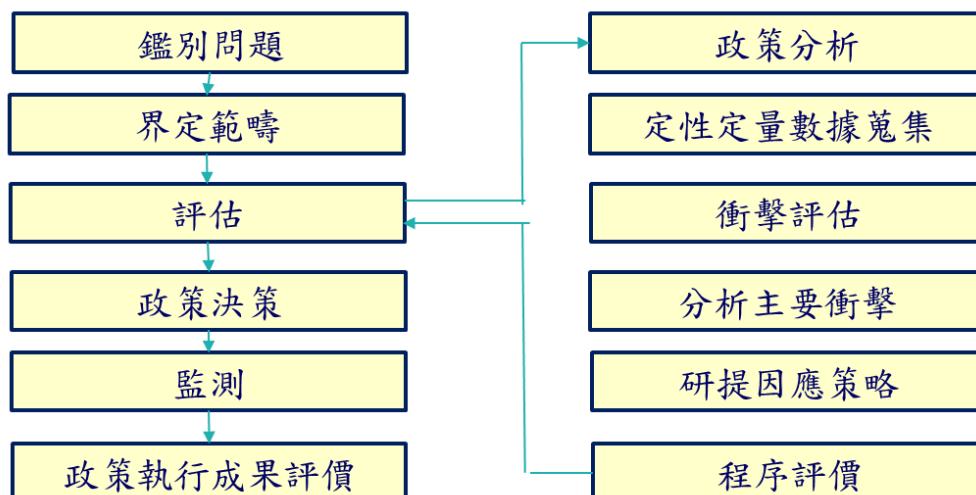 鑑別問題
界定範疇
評估
政策決策
監測
政策執行成果評價
政策分析
定性定量數據蒐集
衝擊評估
分析主要衝擊
研提因應策略
程序評價